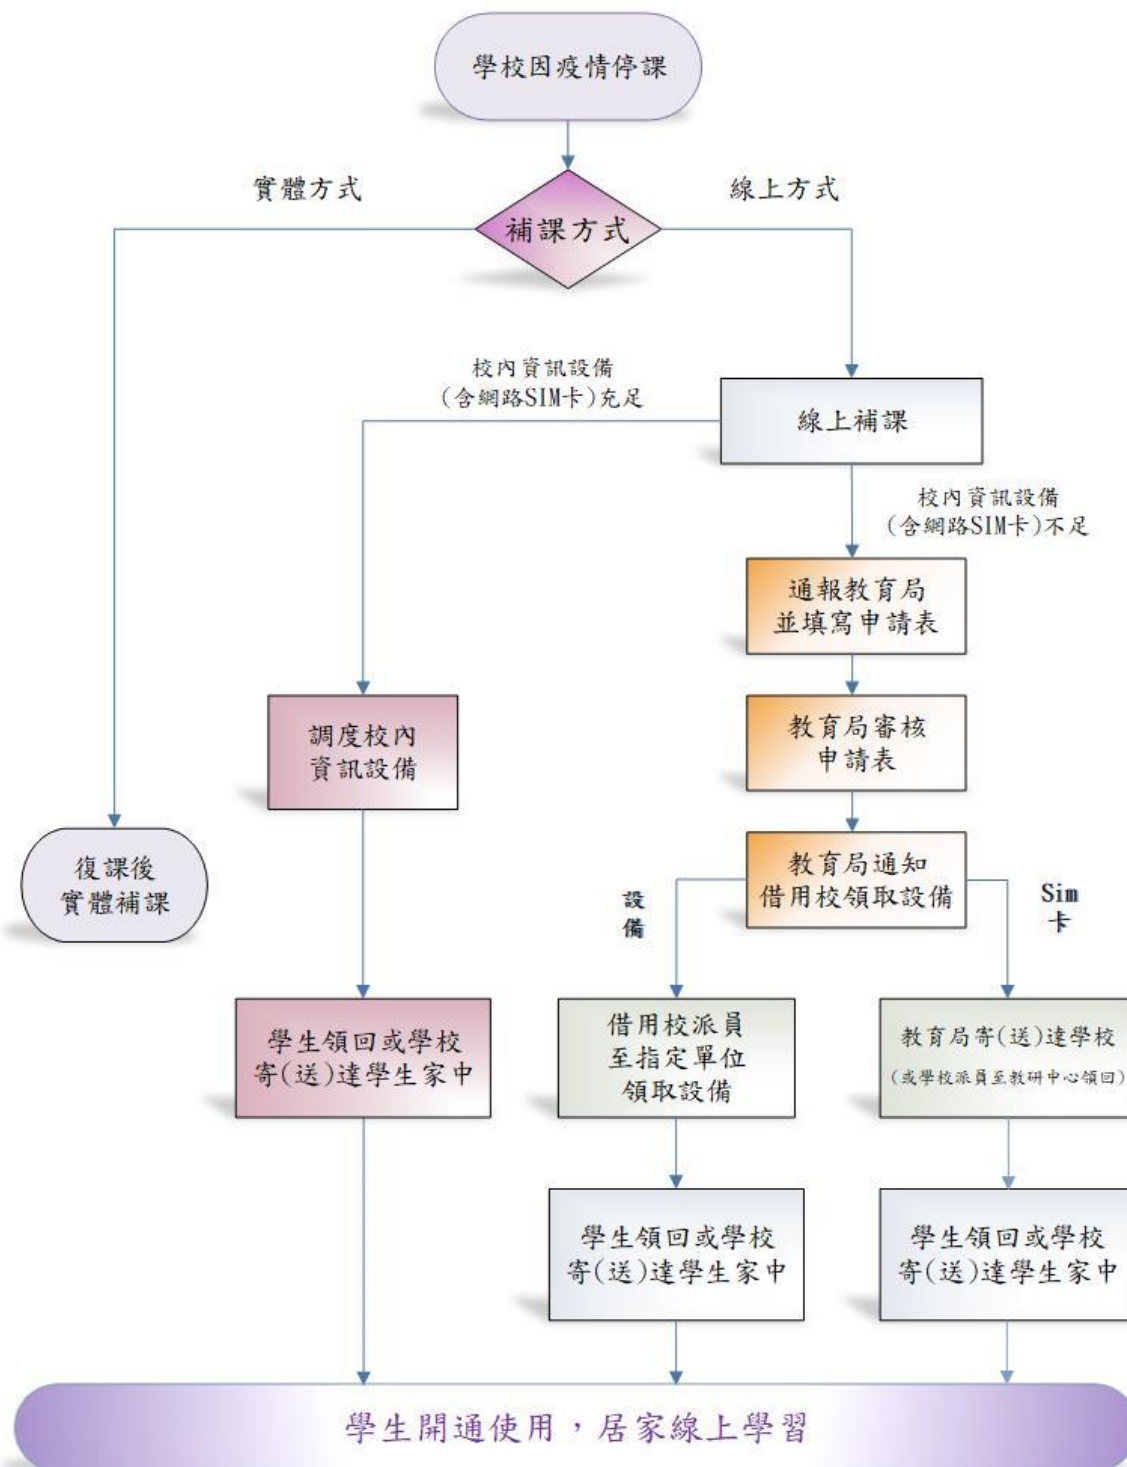 學校因疫情停課
實體方式
線上方式
補課方式
校內資訊設備
(含網路SIM卡)充足
線上補課
校內資訊設備
(含網路SIM卡)不足
通報教育局
並填寫申請表
調度校內
資訊設備
教育局審核
申請表
復課後
實體補課
教育局通知
借用校領取設備
設
備
Sim
卡
學生領回或學校
寄(送)達學生家中
借用校派員
至指定單位
領取設備
教育局寄(送)達學校
(或學校派員至教研中心領回)
學生領回或學校
寄(送)達學生家中
學生領回或學校
寄(送)達學生家中
學生開通使用，居家線上學習